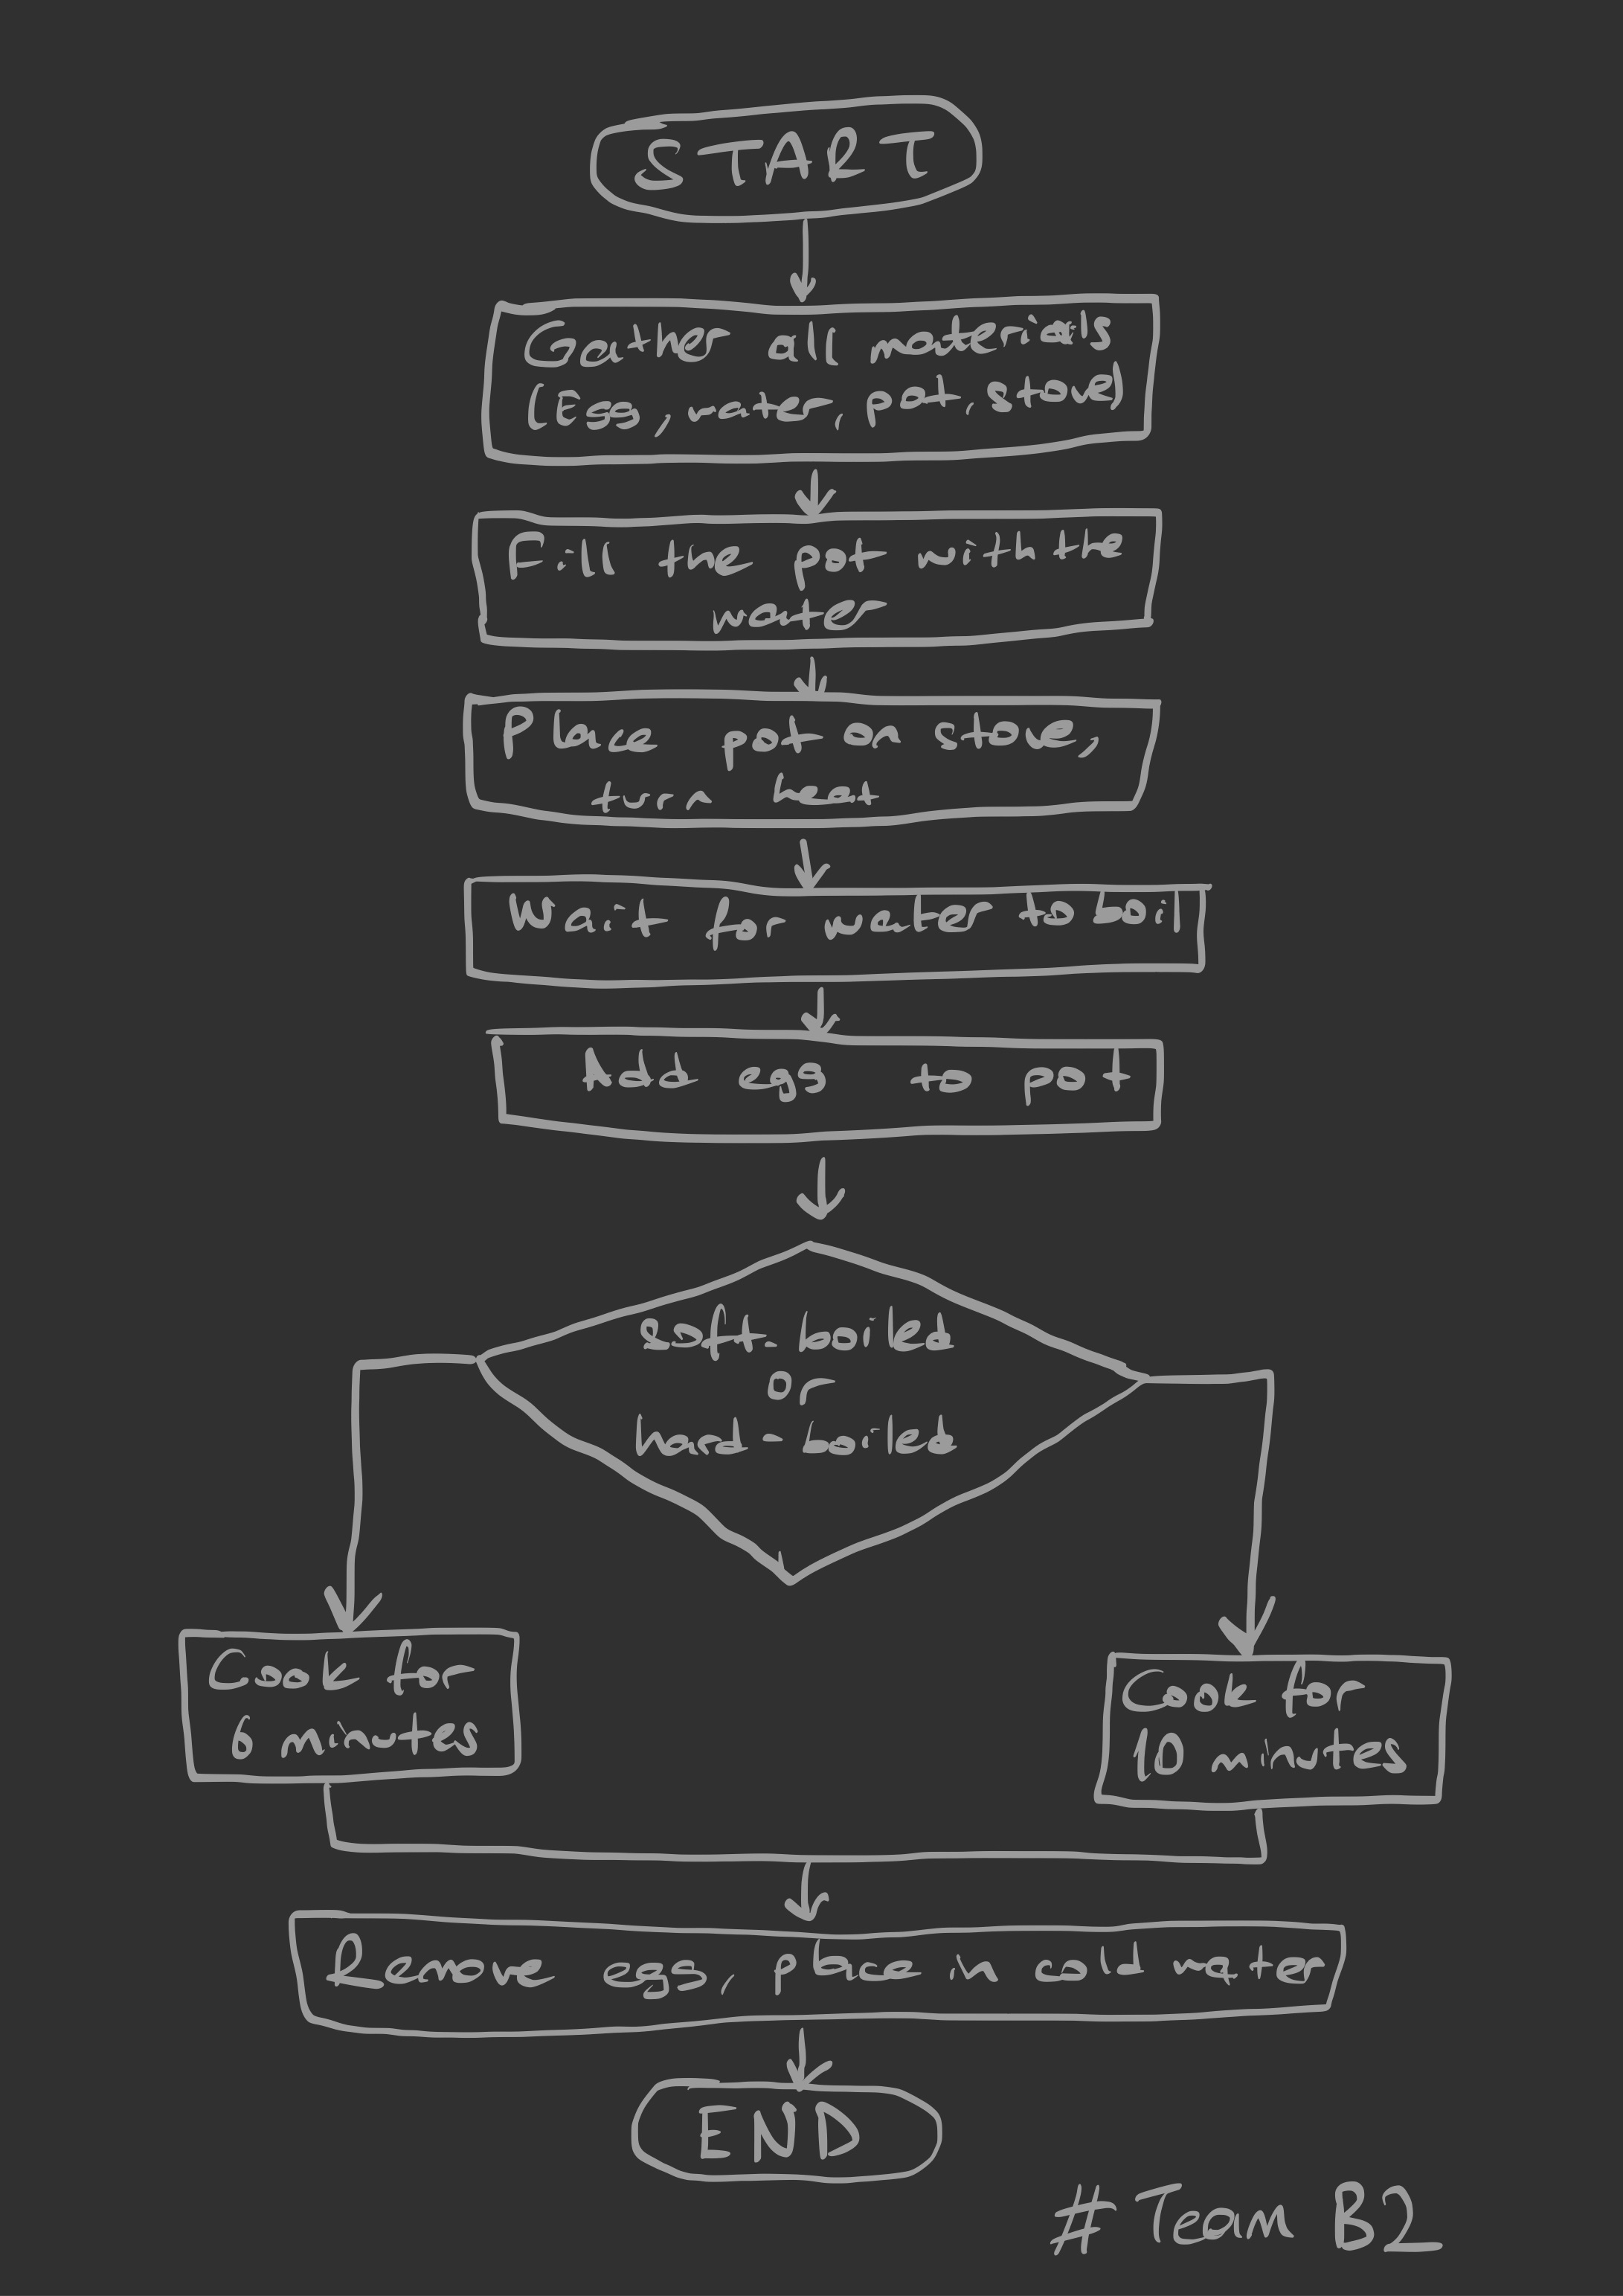 START
Gather all materials
(Eggs, water, pot, stove)
Fill the pot with the
water
Place pot on stove,
turn heat
Wait for water to boil
Add eggs to pot
Soft-boiled
or
hard-boiled
Cook for
6 minutes
Cook for
10 minutes
Remove eggs, place in cold water
END
# Team B2